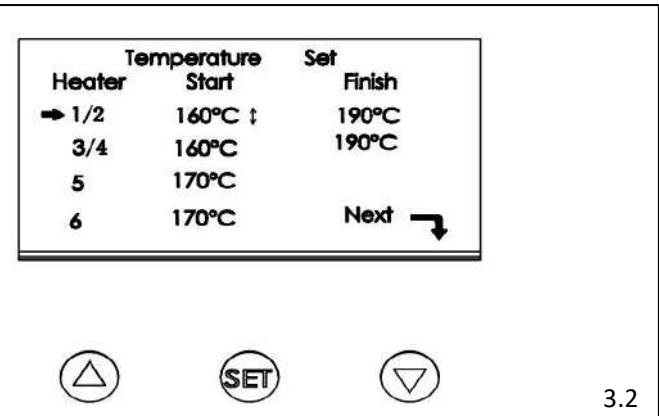 Temperature Set
Heater Start Finish
➡ 1/2 160°C ↕ 190°C
3/4 160°C 190°C
5 170°C
6 170°C Next
SET
3.2